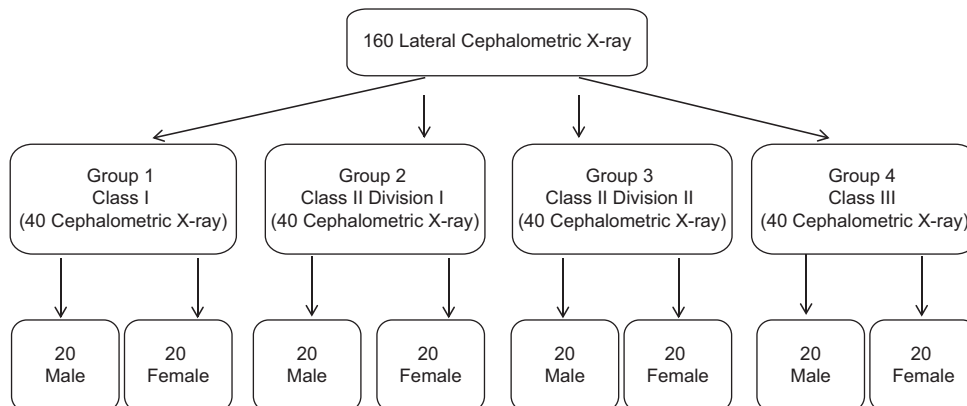 160 Lateral Cephalometric X-ray
Group 1
Class I
(40 Cephalometric X-ray)
Group 2
Class II Division I
(40 Cephalometric X-ray)
Group 3
Class II Division II
(40 Cephalometric X-ray)
Group 4
Class III
(40 Cephalometric X-ray)
20
Male
20
Female
20
Male
20
Female
20
Male
20
Female
20
Male
20
Female